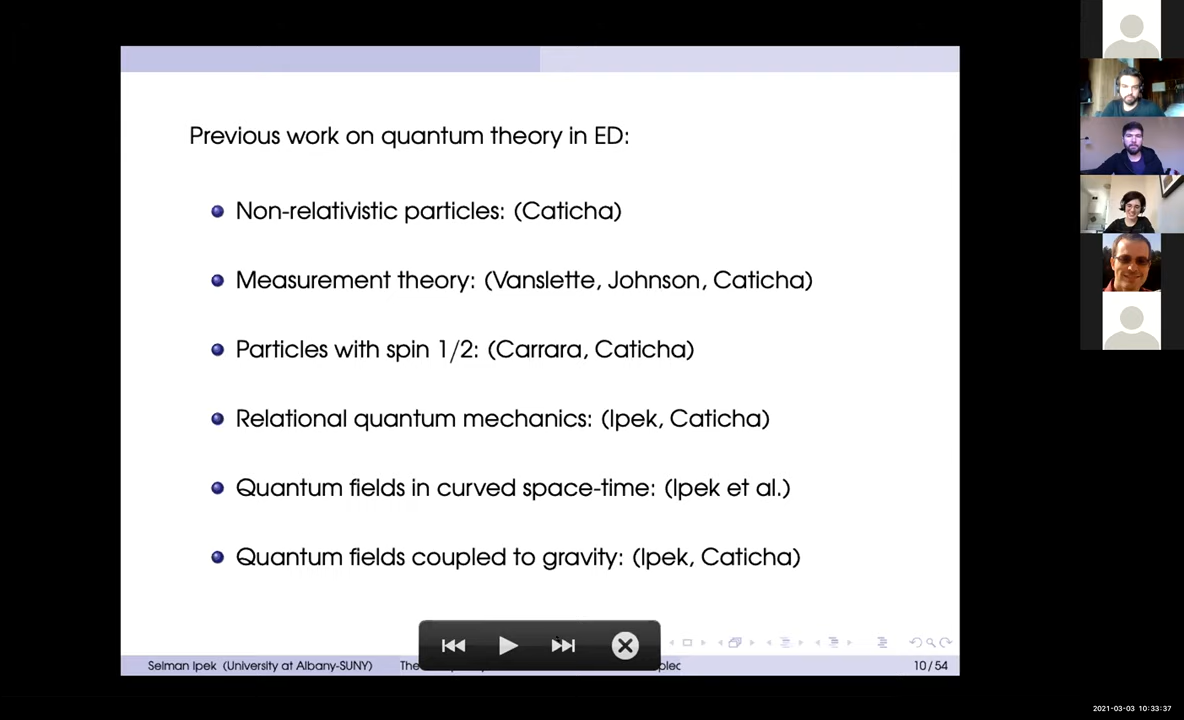 Previous work on quantum theory in ED:
Non-relativistic particles: (Caticha)
Measurement theory: (Vanslette, Johnson, Caticha)
Particles with spin 1/2: (Carrara, Caticha)
Relational quantum mechanics: (Ipek, Caticha)
Quantum fields in curved space-time: (Ipek et al.)
Quantum fields coupled to gravity: (Ipek, Caticha)
Selman Ipek (University at Albany-SUNY) The
10 / 54
2021-03-03 10:33:37